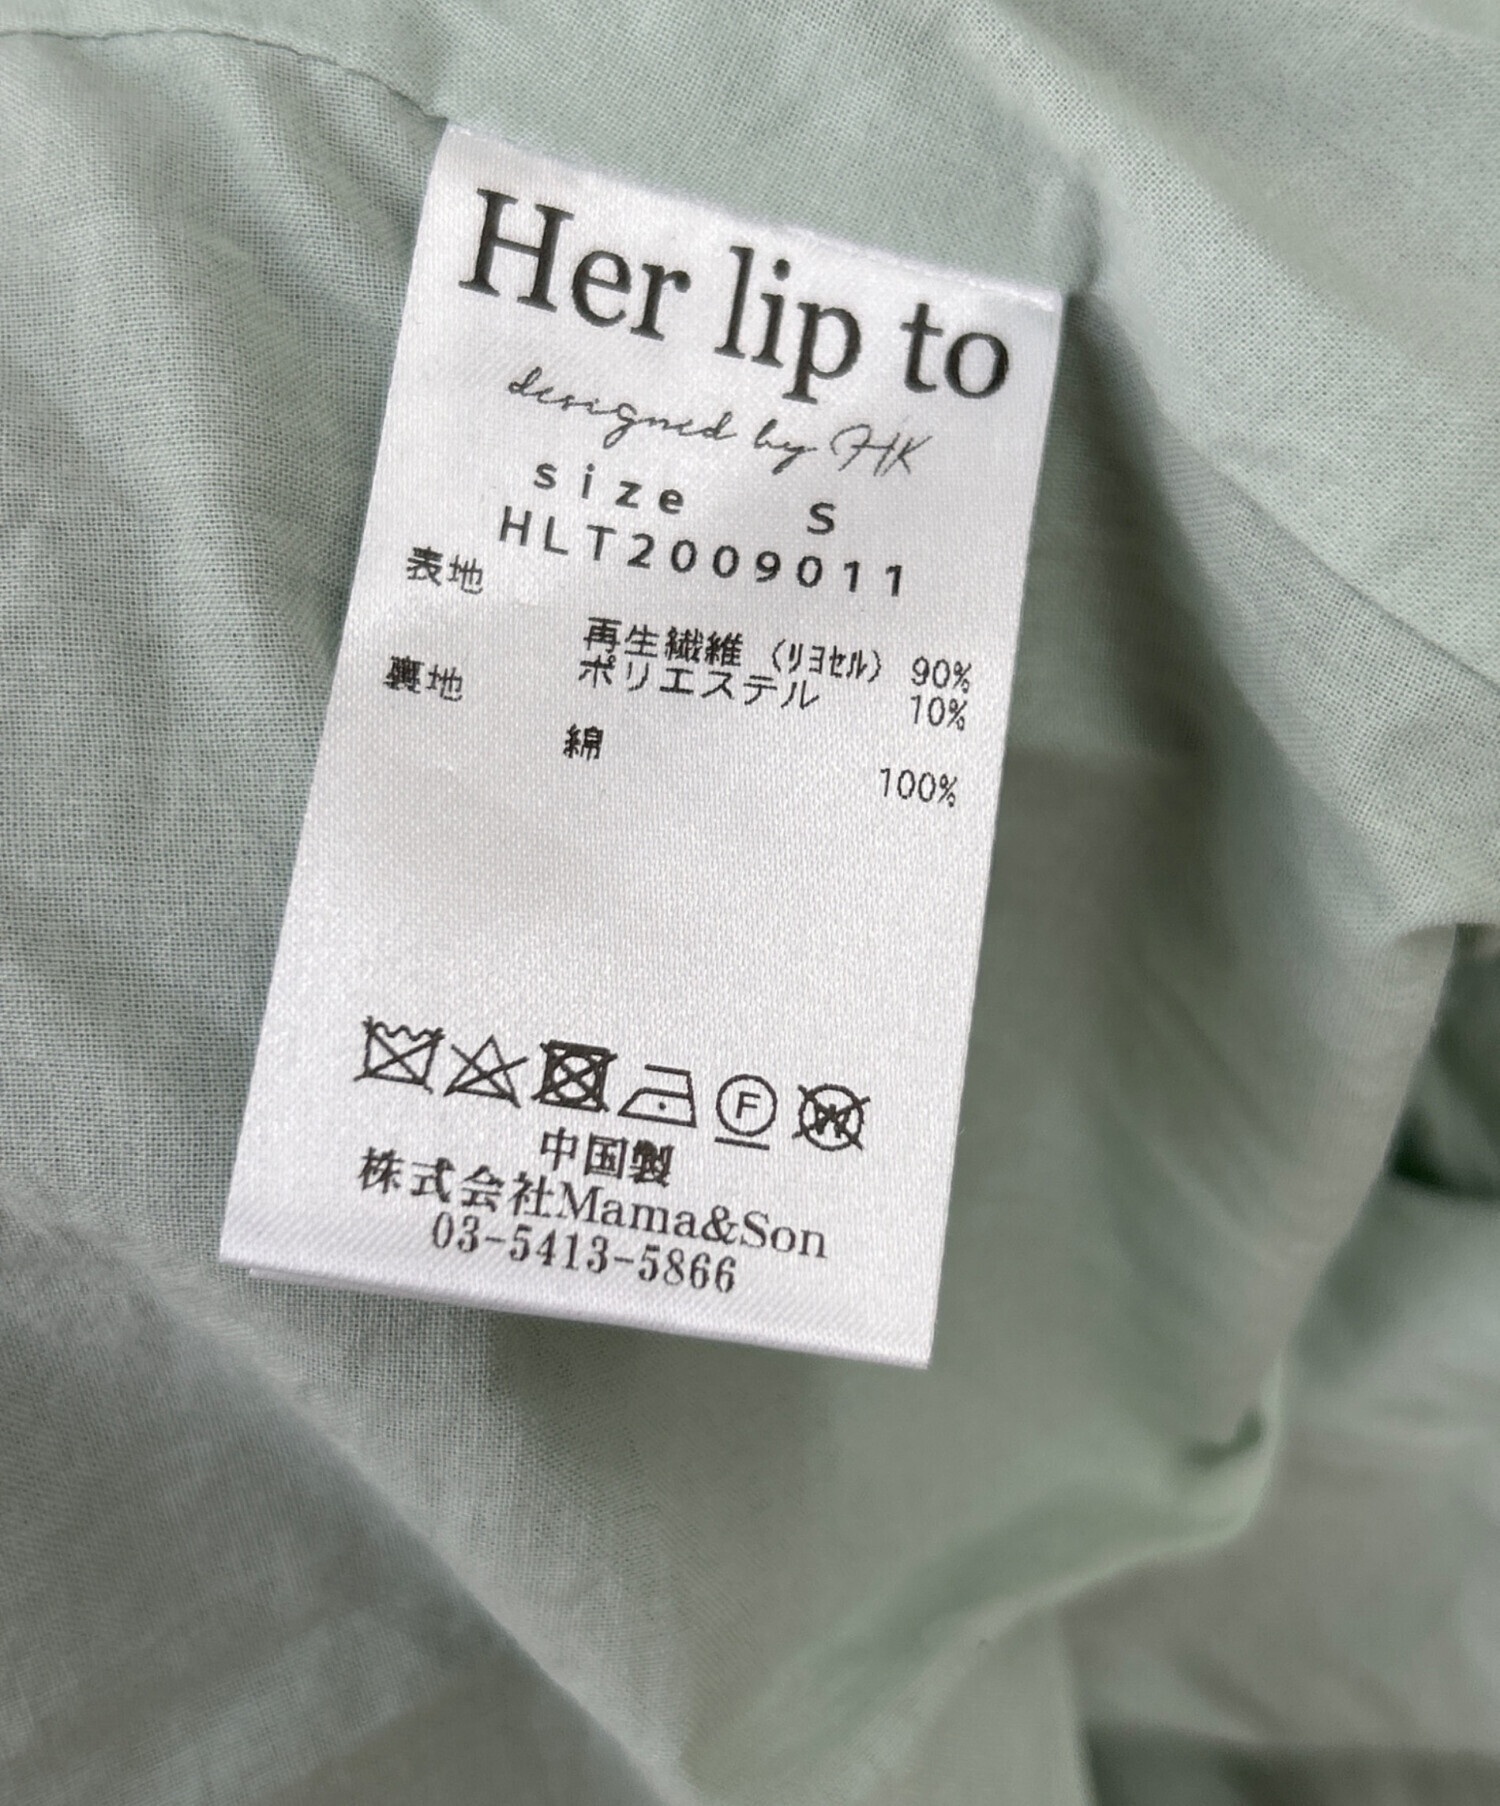 Her lip to
designed by HK
size S
HLT2009011
表地
再生繊維（リヨセル） 90%
ポリエステル 10%
裏地
綿 100%
F
W
中国製
株式会社Mama&Son
03-5413-5866